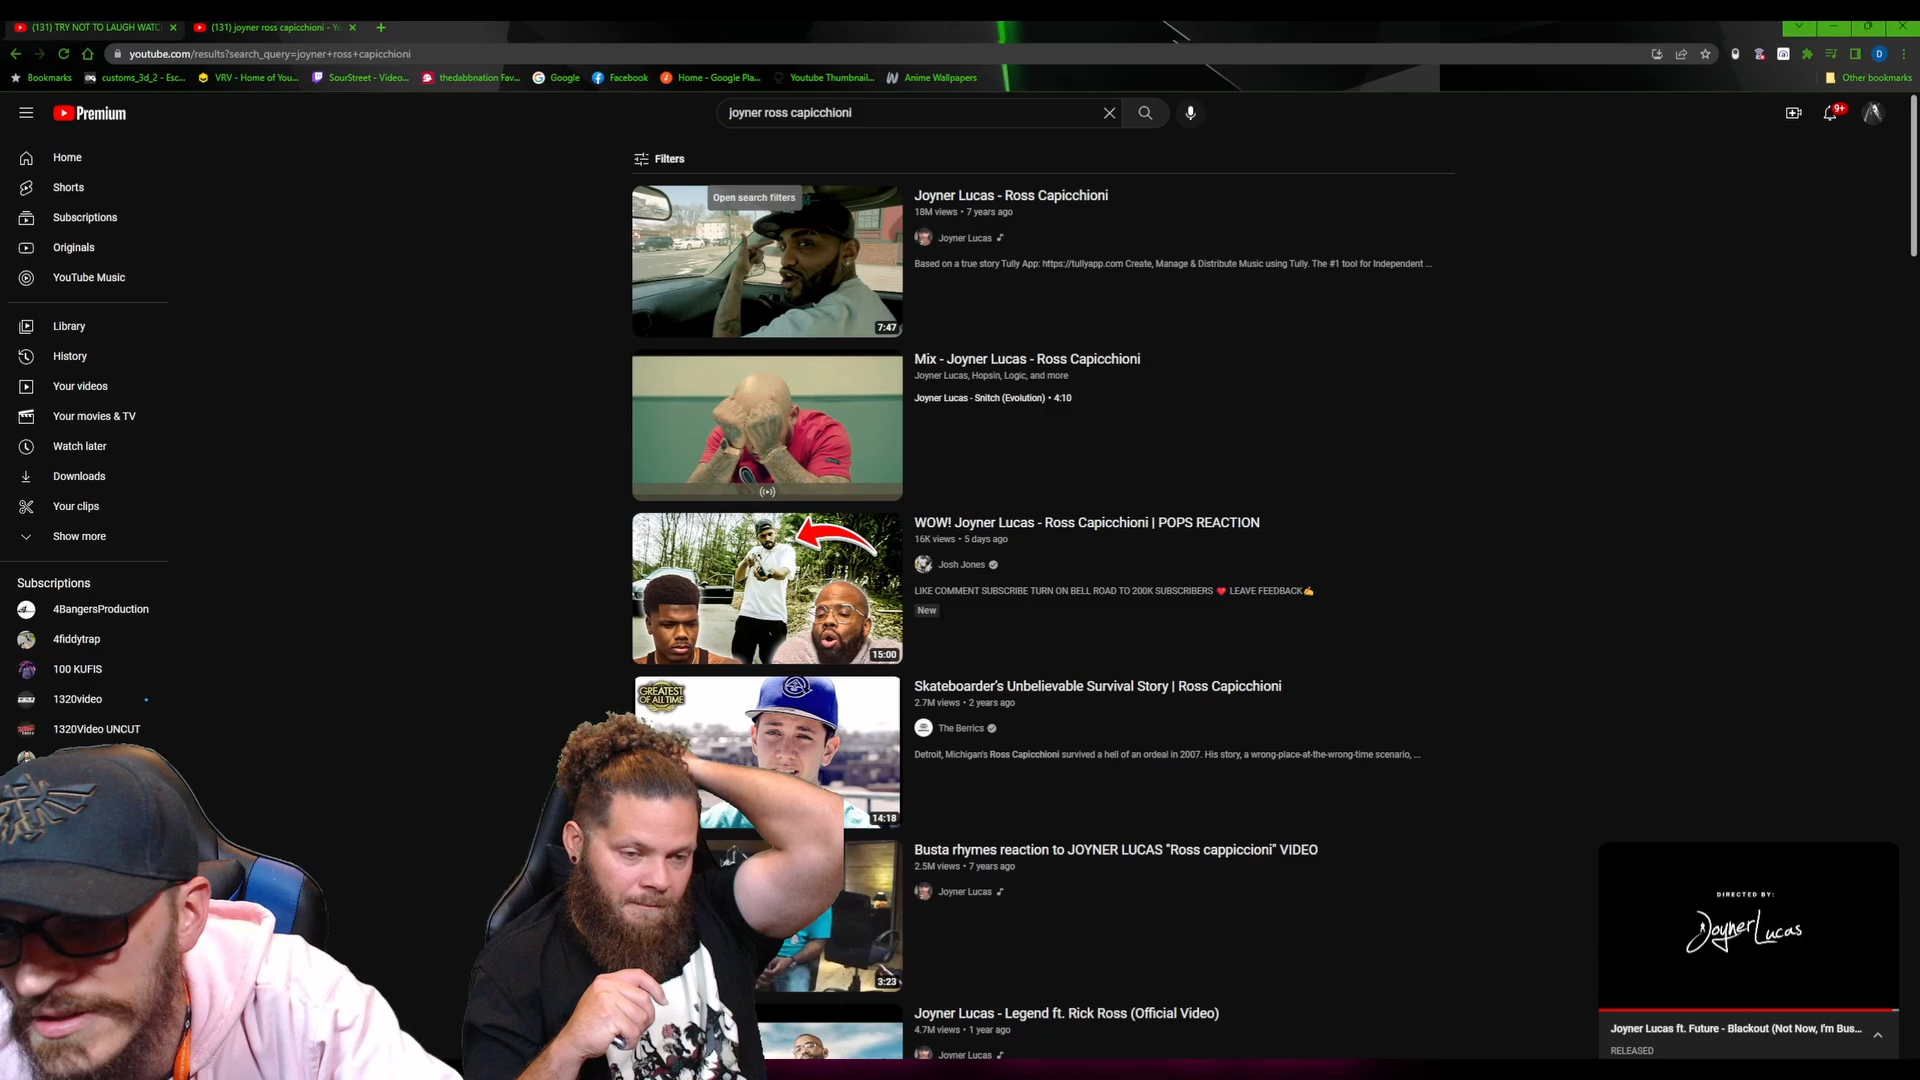 (131) TRY NOT TO LAUGH WATC
(131) joyner ross capicchioni - Y
youtube.com/results?search_query=joyner+ross+capicchioni
Bookmarks
customs_3d_2 - Esc...
VRV - Home of You...
SourStreet - Video...
thedabbnation Fav...
Google
Facebook
Home - Google Pla...
Youtube Thumbnail...
Anime Wallpapers
Other bookmarks
Premium
joyner ross capicchioni
9+
D
Home
Shorts
Subscriptions
Originals
YouTube Music
Library
History
Your videos
Your movies & TV
Watch later
Downloads
Your clips
Show more
Subscriptions
4BangersProduction
4fiddytrap
100 KUFIS
1320video
1320Video UNCUT
Filters
Open search filters
7:47
Joyner Lucas - Ross Capicchioni
18M views • 7 years ago
Joyner Lucas
Based on a true story Tully App: https://tullyapp.com Create, Manage & Distribute Music using Tully. The #1 tool for Independent ...
Mix - Joyner Lucas - Ross Capicchioni
Joyner Lucas, Hopsin, Logic, and more
Joyner Lucas - Snitch (Evolution) • 4:10
15:00
WOW! Joyner Lucas - Ross Capicchioni | POPS REACTION
16K views • 5 days ago
Josh Jones
LIKE COMMENT SUBSCRIBE TURN ON BELL ROAD TO 200K SUBSCRIBERS ❤️ LEAVE FEEDBACK✍️
New
GREATEST
OF ALL TIME
14:18
Skateboarder's Unbelievable Survival Story | Ross Capicchioni
2.7M views • 2 years ago
The Berrics
Detroit, Michigan's Ross Capicchioni survived a hell of an ordeal in 2007. His story, a wrong-place-at-the-wrong-time scenario, ...
3:23
Busta rhymes reaction to JOYNER LUCAS "Ross cappiccioni" VIDEO
2.5M views • 7 years ago
Joyner Lucas
Joyner Lucas - Legend ft. Rick Ross (Official Video)
4.7M views • 1 year ago
Joyner Lucas
DIRECTED BY:
Joyner Lucas
Joyner Lucas ft. Future - Blackout (Not Now, I'm Bus...
RELEASED